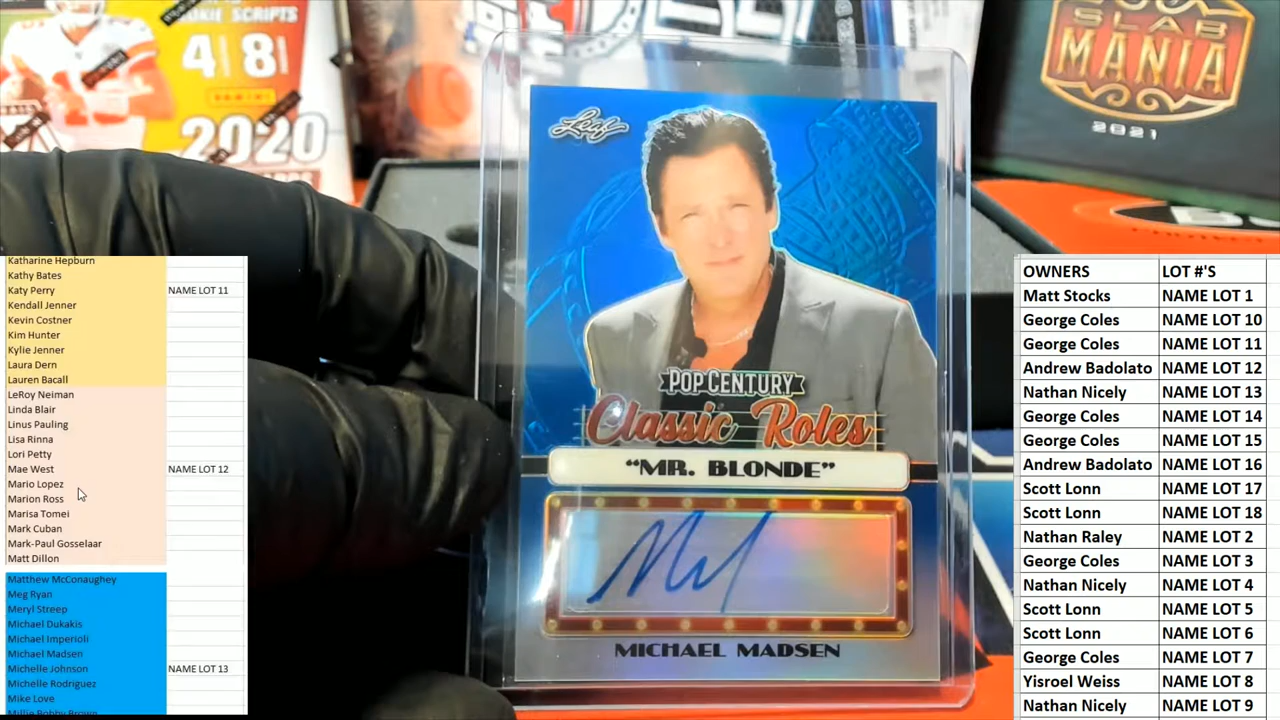 ROOKIE SCRIPTS
4 8
PANINI
2020
SLAB
MANIA
2021
Leaf
POP CENTURY
Classic Roles
"MR. BLONDE"
MICHAEL MADSEN
Katharine Hepburn
Kathy Bates
Katy Perry NAME LOT 11
Kendall Jenner
Kevin Costner
Kim Hunter
Kylie Jenner
Laura Dern
Lauren Bacall
LeRoy Neiman
Linda Blair
Linus Pauling
Lisa Rinna
Lori Petty
Mae West NAME LOT 12
Mario Lopez
Marion Ross
Marisa Tomei
Mark Cuban
Mark-Paul Gosselaar
Matt Dillon
Matthew McConaughey
Meg Ryan
Meryl Streep
Michael Dukakis
Michael Imperioli
Michael Madsen
Michelle Johnson NAME LOT 13
Michelle Rodriguez
Mike Love
Millie Bobby Brown
OWNERS LOT #'S
Matt Stocks NAME LOT 1
George Coles NAME LOT 10
George Coles NAME LOT 11
Andrew Badolato NAME LOT 12
Nathan Nicely NAME LOT 13
George Coles NAME LOT 14
George Coles NAME LOT 15
Andrew Badolato NAME LOT 16
Scott Lonn NAME LOT 17
Scott Lonn NAME LOT 18
Nathan Raley NAME LOT 2
George Coles NAME LOT 3
Nathan Nicely NAME LOT 4
Scott Lonn NAME LOT 5
Scott Lonn NAME LOT 6
George Coles NAME LOT 7
Yisroel Weiss NAME LOT 8
Nathan Nicely NAME LOT 9